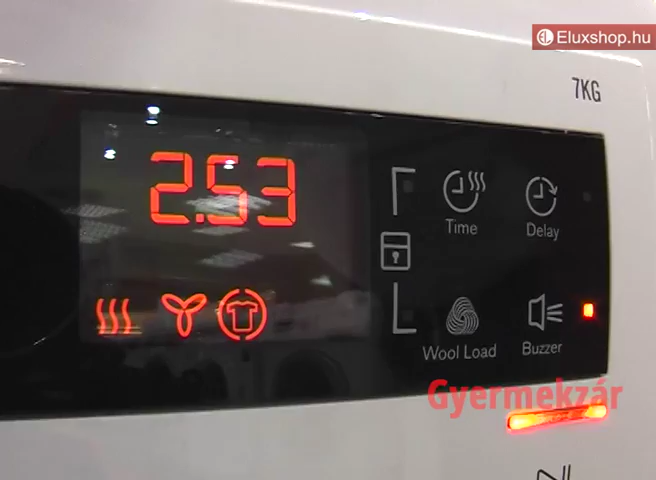 Eluxshop.hu
7KG
2.53
Time
Delay
Wool Load
Buzzer
Gyermekzár